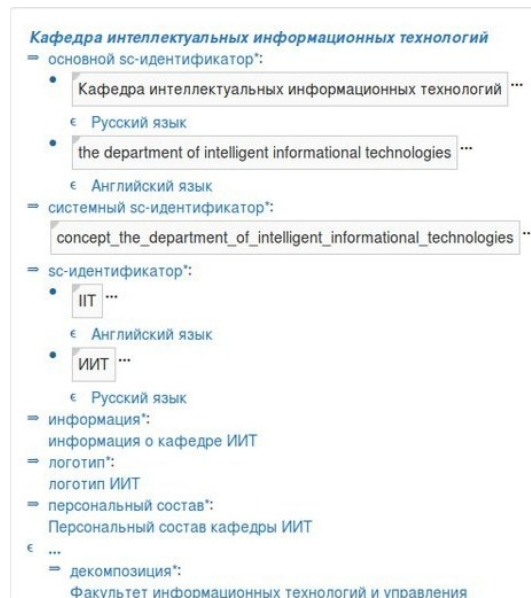 Кафедра интеллектуальных информационных технологий
⇒ основной sc-идентификатор*:
• Кафедра интеллектуальных информационных технологий ...
ϵ Русский язык
• the department of intelligent informational technologies ...
ϵ Английский язык
⇒ системный sc-идентификатор*:
concept_the_department_of_intelligent_informational_technologies ...
⇒ sc-идентификатор*:
• IIT ...
ϵ Английский язык
• ИИТ ...
ϵ Русский язык
⇒ информация*:
информация о кафедре ИИТ
⇒ логотип*:
логотип ИИТ
⇒ персональный состав*:
Персональный состав кафедры ИИТ
ϵ ...
⇒ декомпозиция*:
Факультет информационных технологий и управления